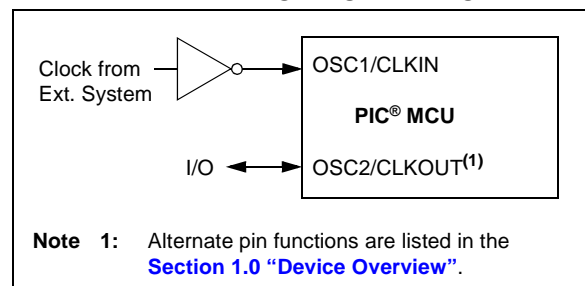 Clock from
Ext. System
OSC1/CLKIN
PIC® MCU
I/O
OSC2/CLKOUT(1)
Note 1: Alternate pin functions are listed in the
Section 1.0 “Device Overview”.